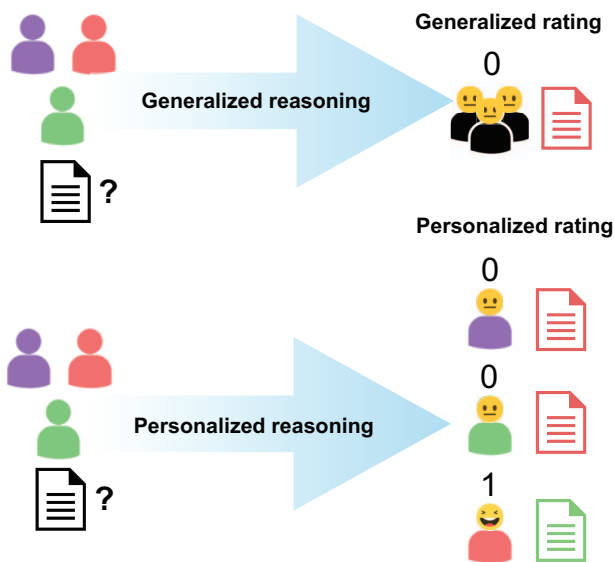 Generalized rating
0
Generalized reasoning
?
Personalized rating
0
0
Personalized reasoning
?
1